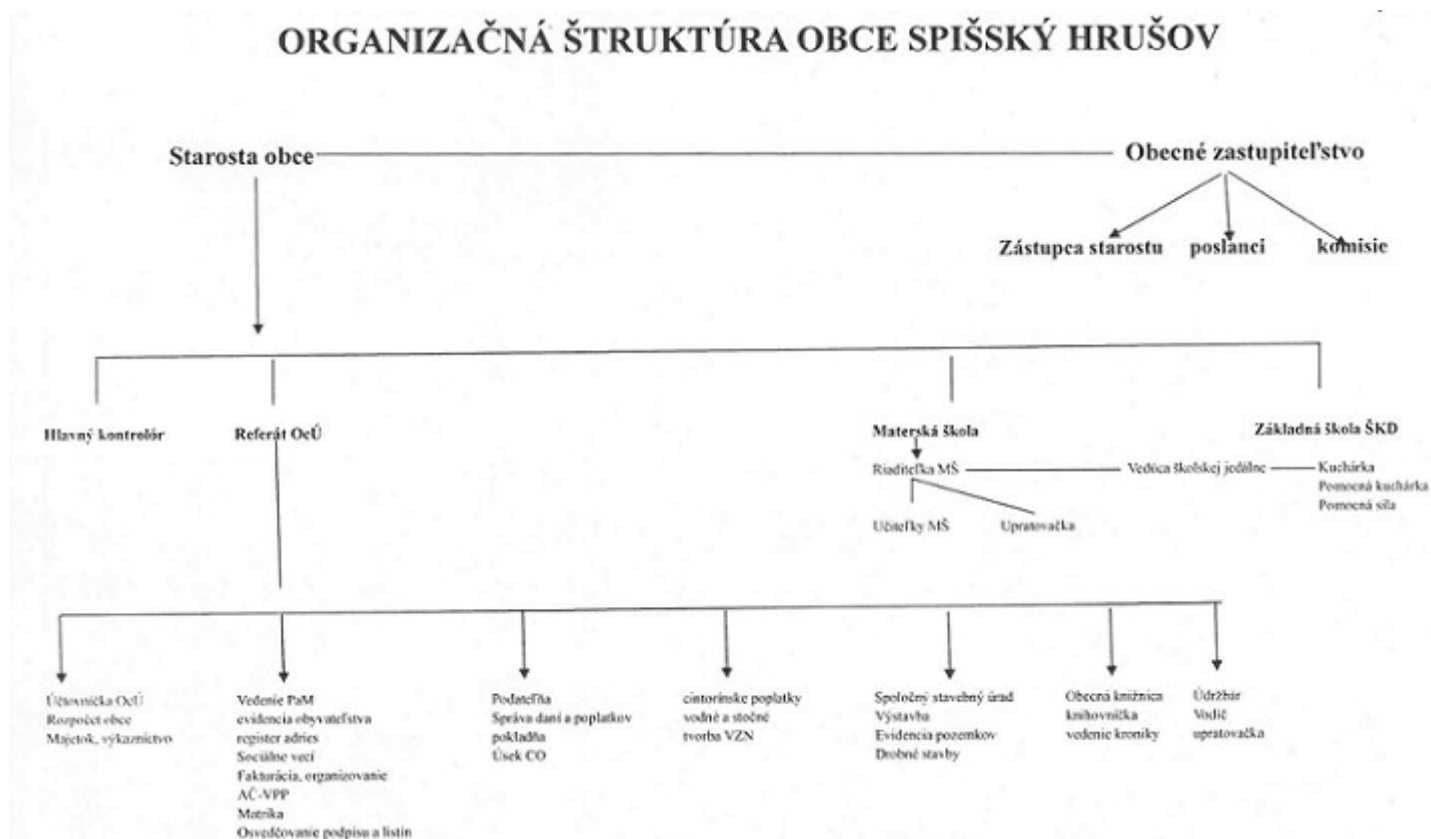 ORGANIZAČNÁ ŠTRUKTÚRA OBCE SPIŠSKÝ HRUŠOV
Starosta obce
Obecné zastupiteľstvo
Zástupca starostu
poslanci
komisie
Hlavný kontrolór
Referát OcÚ
Materská škola
Základná škola ŠKD
Riaditeľka MŠ
Vedúca školskej jedálne
Kuchárka
Pomocná kuchárka
Pomocná sila
Učiteľky MŠ
Upratovačka
Účtovníčka OcÚ
Rozpočet obce
Majetok, výkazníctvo
Vedenie PaM
evidencia obyvateľstva
register adries
Sociálne veci
Fakturácia, organizovanie
AČ-VPP
Matrika
Osvedčovanie podpisu a listín
Podateľňa
Správa daní a poplatkov
pokladňa
Úsek CO
cintorínske poplatky
vodné a stočné
tvorba VZN
Spoločný stavebný úrad
Výstavba
Evidencia pozemkov
Drobné stavby
Obecná knižnica
knihovníčka
vedenie kroniky
Údržbár
Vodič
upratovačka